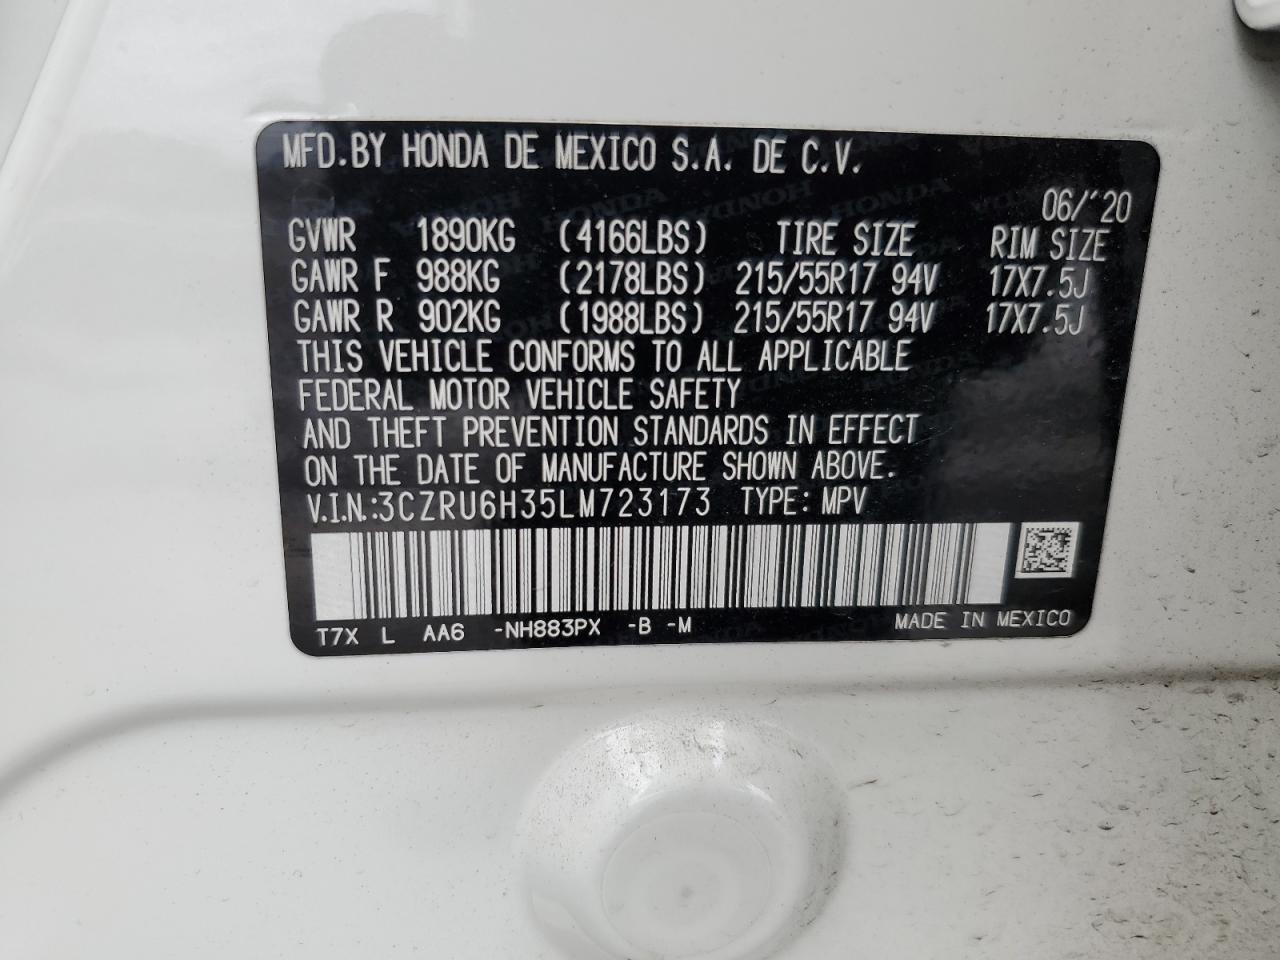 MFD.BY HONDA DE MEXICO S.A. DE C.V.
06/'20
GVWR 1890KG (4166LBS) TIRE SIZE RIM SIZE
GAWR F 988KG (2178LBS) 215/55R17 94V 17X7.5J
GAWR R 902KG (1988LBS) 215/55R17 94V 17X7.5J
THIS VEHICLE CONFORMS TO ALL APPLICABLE
FEDERAL MOTOR VEHICLE SAFETY
AND THEFT PREVENTION STANDARDS IN EFFECT
ON THE DATE OF MANUFACTURE SHOWN ABOVE.
V.I.N.:3CZRU6H35LM723173 TYPE: MPV
T7X L AA6 -NH883PX -B -M MADE IN MEXICO